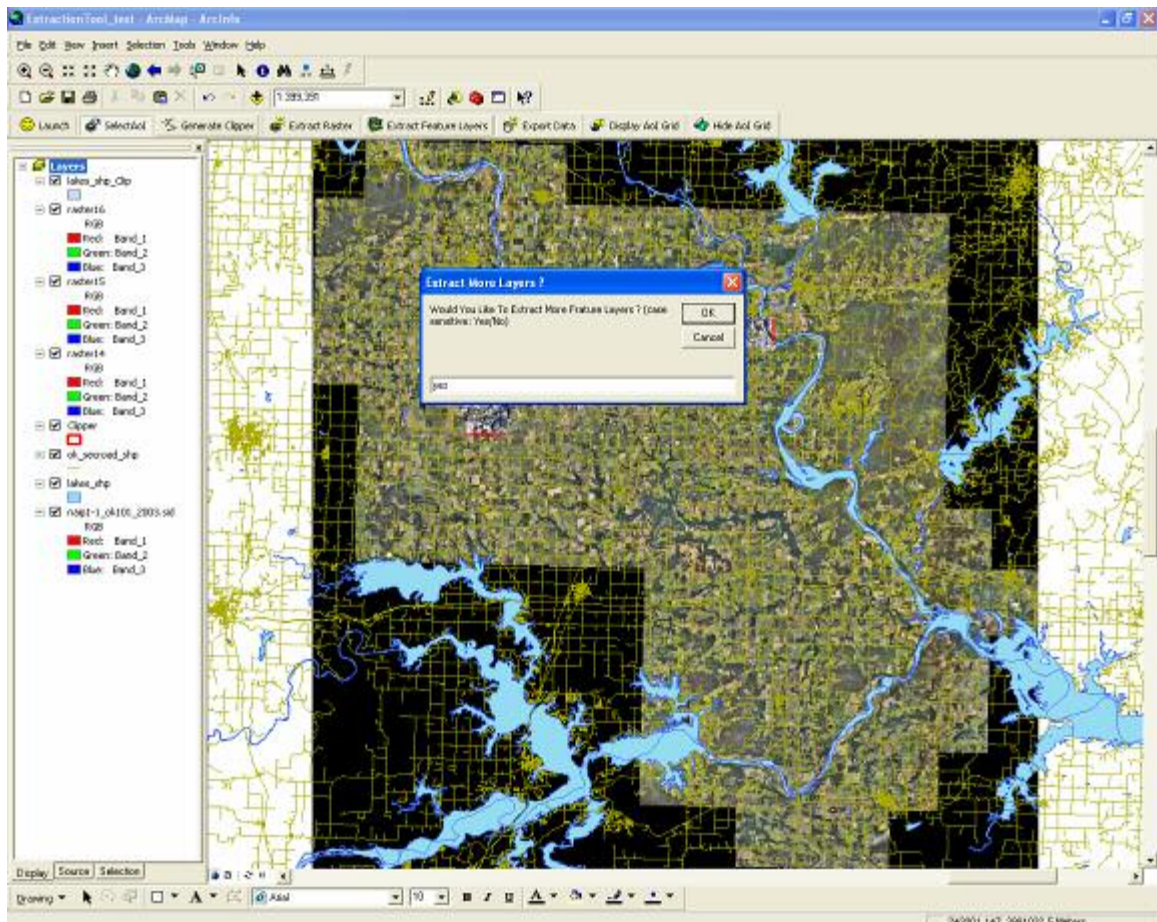 ExtractionTool_test - ArcMap - ArcInfo
File Edit View Insert Selection Tools Window Help
1:399,391
Launch SelectAoI Generate Clipper Extract Raster Extract Feature Layers Export Data Display AoI Grid Hide AoI Grid
Layers
lakes_shp_Clip
raster16
RGB
Red: Band_1
Green: Band_2
Blue: Band_3
raster15
RGB
Red: Band_1
Green: Band_2
Blue: Band_3
raster14
RGB
Red: Band_1
Green: Band_2
Blue: Band_3
Clipper
ok_secroad_shp
lakes_shp
RGB
Red: Band_1
Green: Band_2
Blue: Band_3
Extract More Layers ?
Would You Like To Extract More Feature Layers ? (case
sensitive: Yes/No)
OK
Cancel
Display Source Selection
Drawing A Arial 10 B I U A